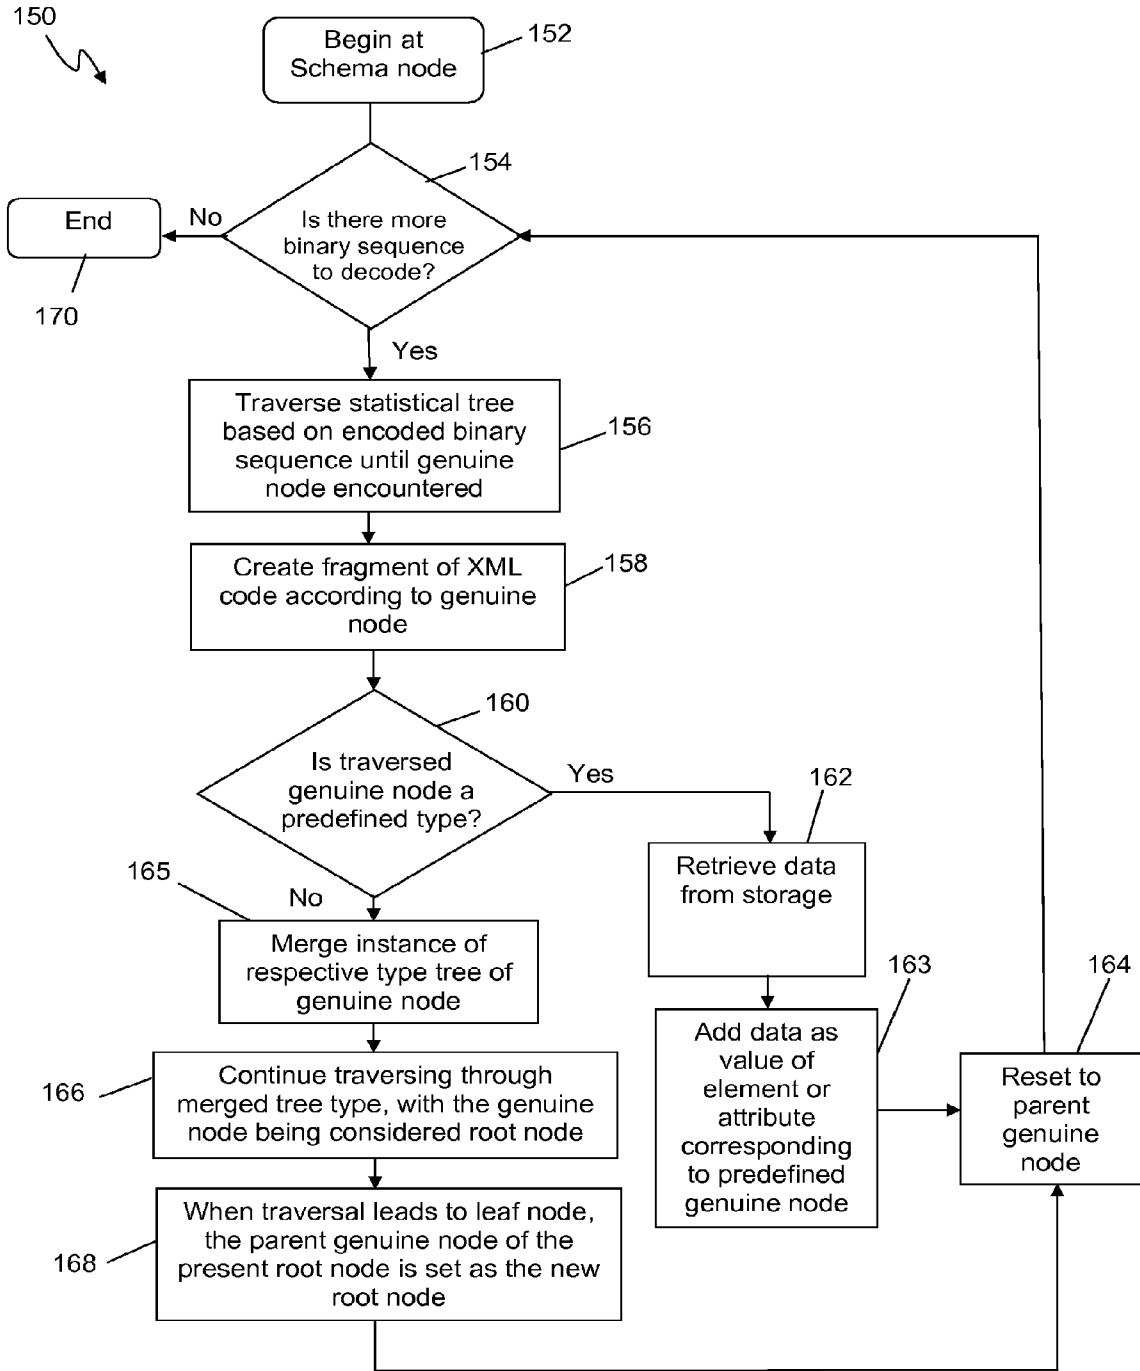 150
Begin at
Schema node
152
154
Is there more
binary sequence
to decode?
No
End
170
Yes
Traverse statistical tree
based on encoded binary
sequence until genuine
node encountered
156
Create fragment of XML
code according to genuine
node
158
160
Is traversed
genuine node a
predefined type?
Yes
162
Retrieve data
from storage
165
No
Merge instance of
respective type tree of
genuine node
163
Add data as
value of
element or
attribute
corresponding
to predefined
genuine node
164
Reset to
parent
genuine
node
166
Continue traversing through
merged tree type, with the genuine
node being considered root node
168
When traversal leads to leaf node,
the parent genuine node of the
present root node is set as the new
root node